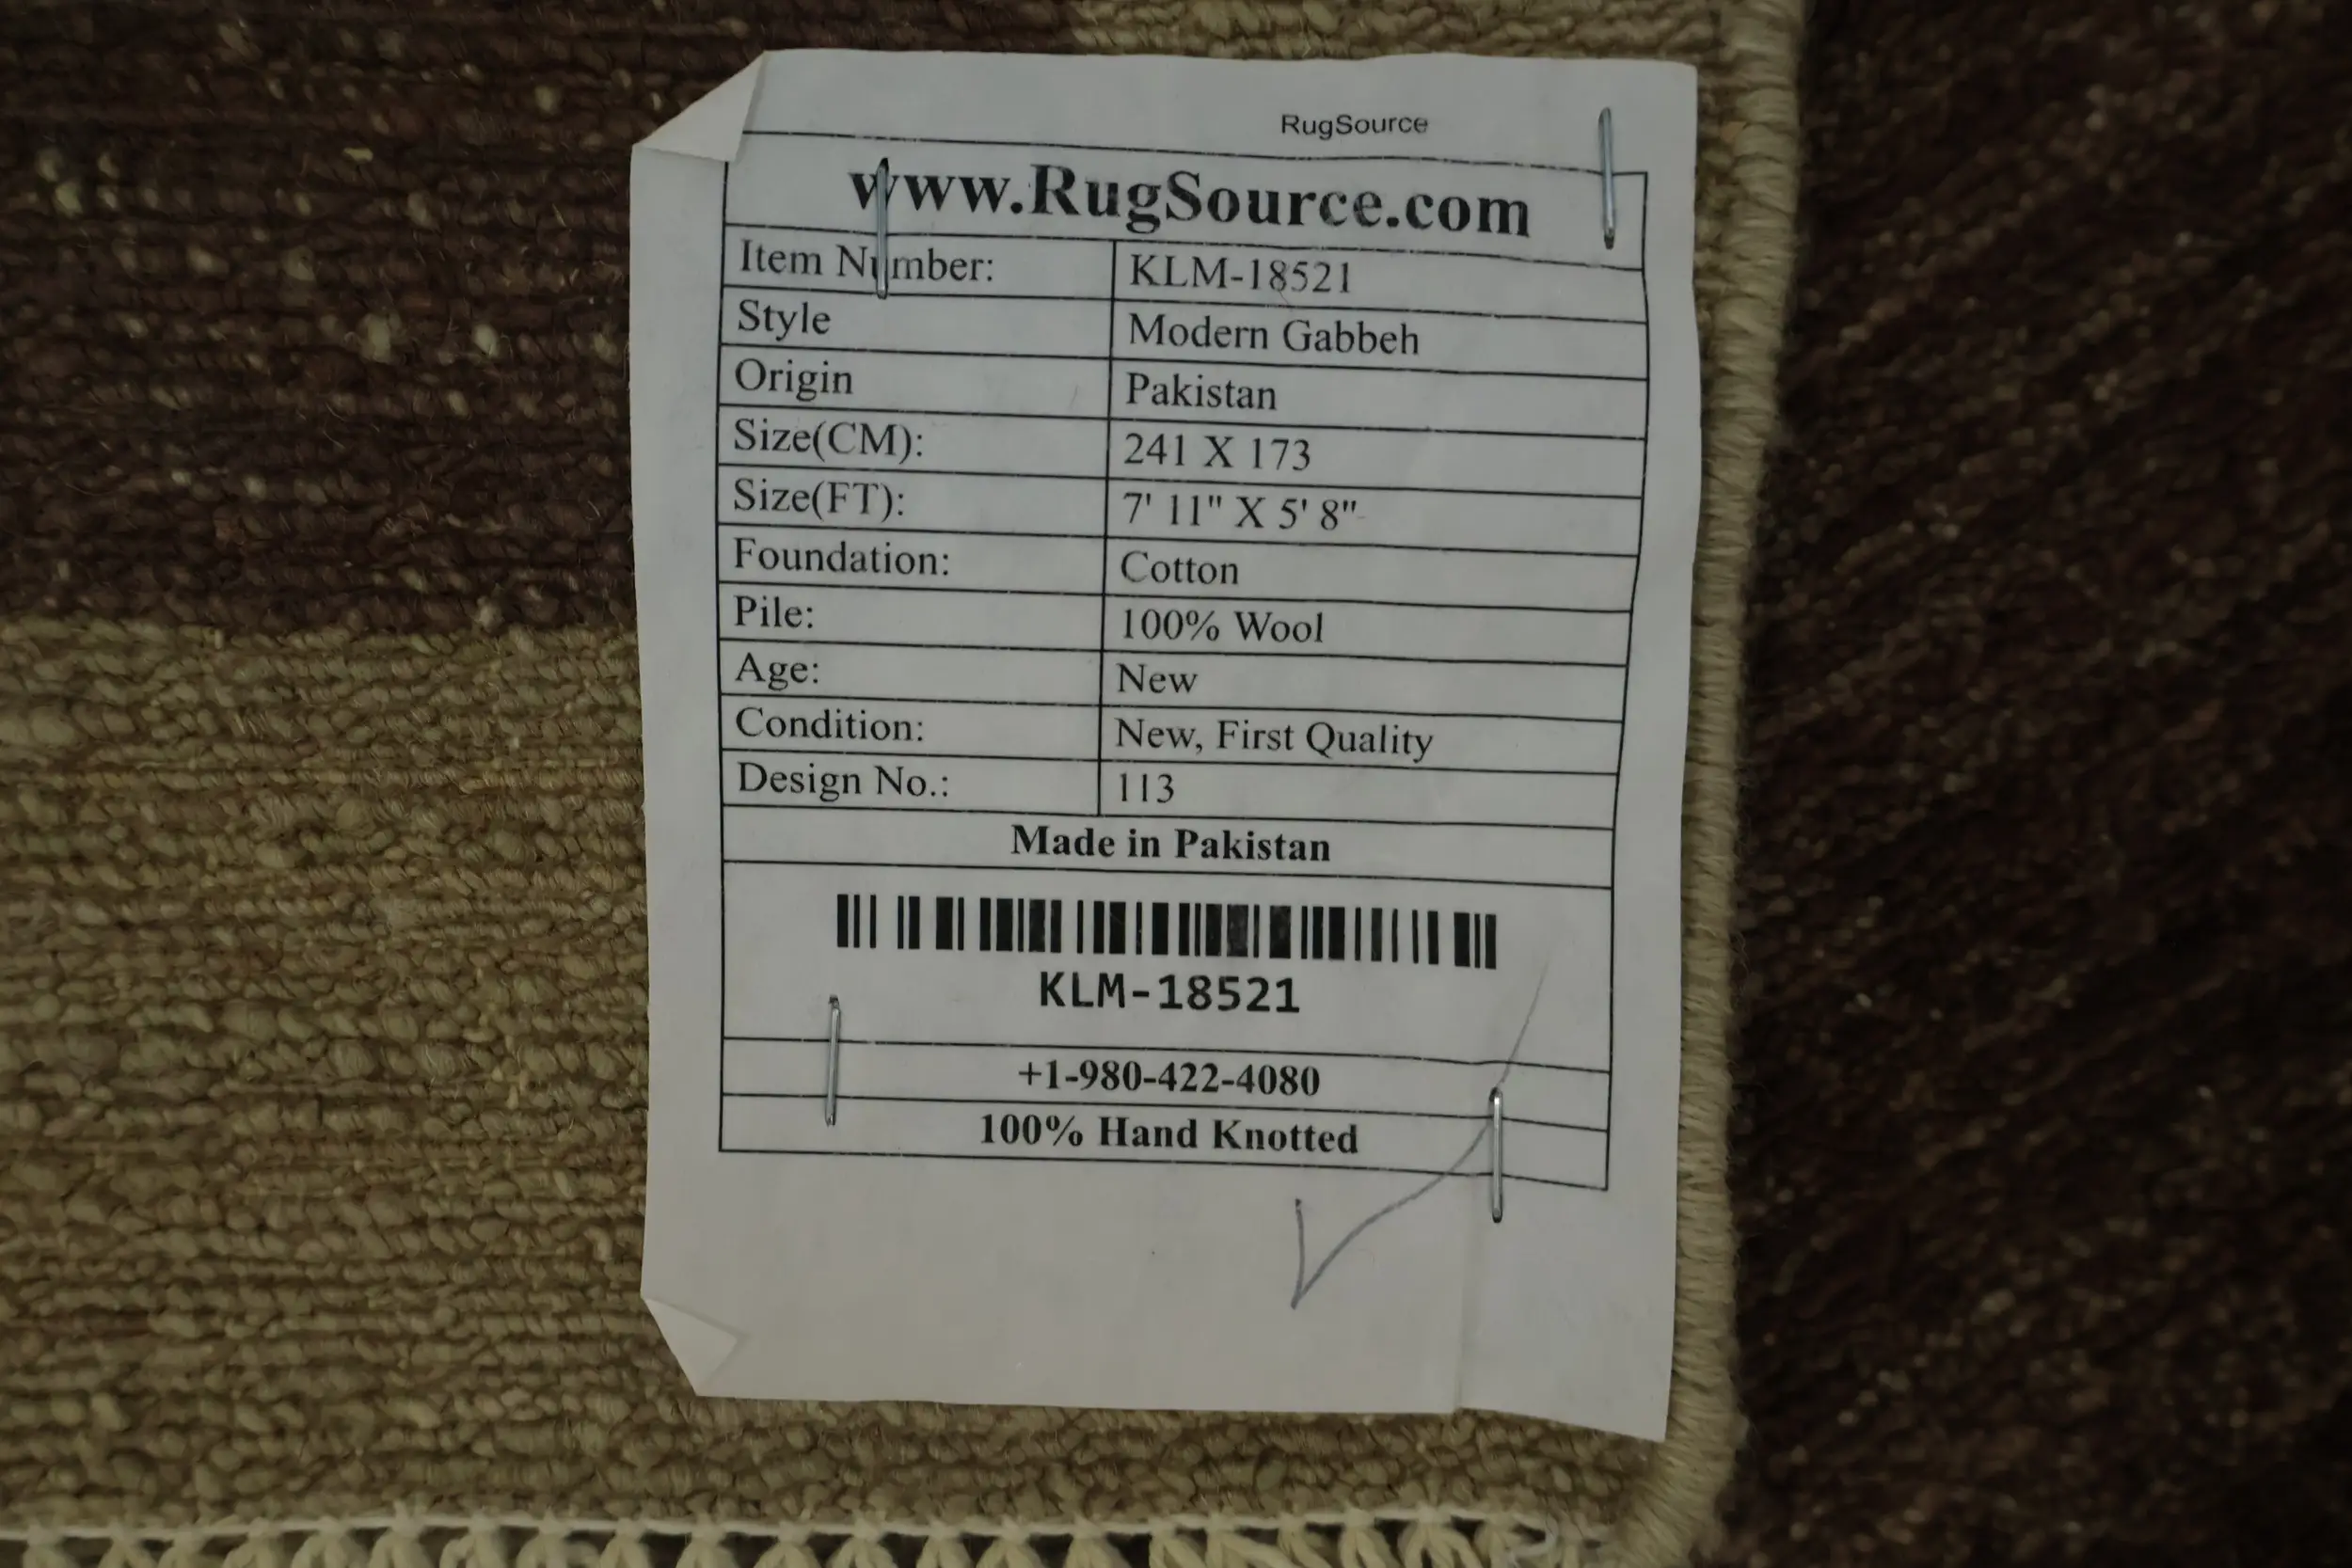 RugSource
www.RugSource.com
Item Number: KLM-18521
Style Modern Gabbeh
Origin Pakistan
Size(CM): 241 X 173
Size(FT): 7' 11" X 5' 8"
Foundation: Cotton
Pile: 100% Wool
Age: New
Condition: New, First Quality
Design No.: 113
Made in Pakistan
KLM-18521
+1-980-422-4080
100% Hand Knotted